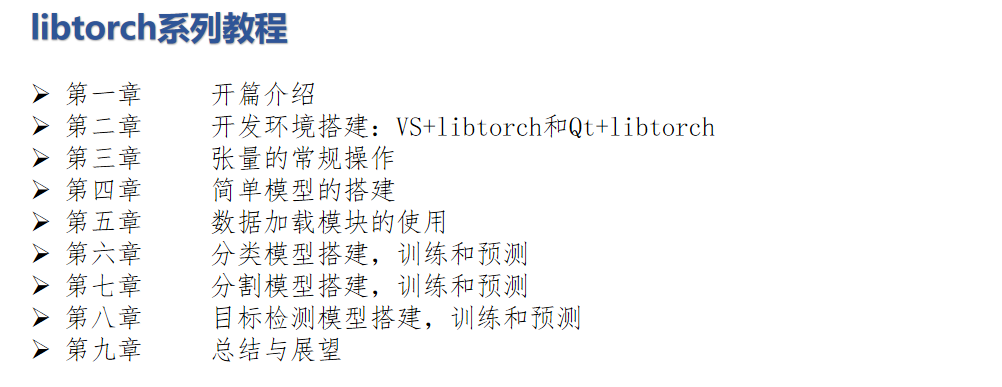 libtorch系列教程
➢ 第一章 开篇介绍
➢ 第二章 开发环境搭建：VS+libtorch和Qt+libtorch
➢ 第三章 张量的常规操作
➢ 第四章 简单模型的搭建
➢ 第五章 数据加载模块的使用
➢ 第六章 分类模型搭建，训练和预测
➢ 第七章 分割模型搭建，训练和预测
➢ 第八章 目标检测模型搭建，训练和预测
➢ 第九章 总结与展望